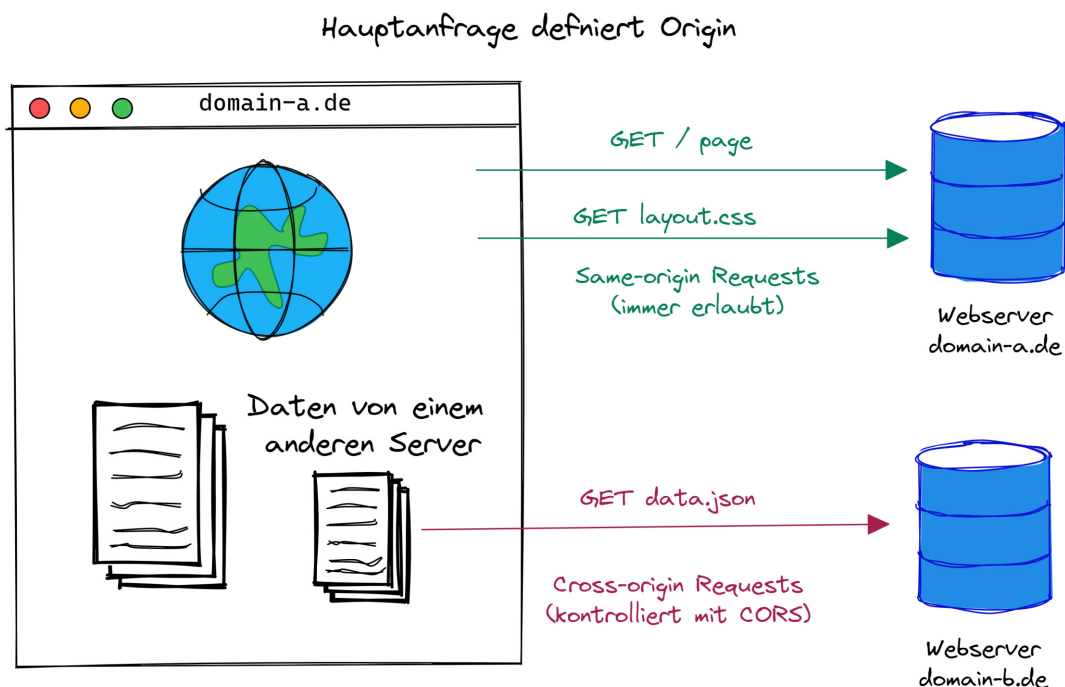 Hauptanfrage defniert Origin
domain-a.de
GET / page
GET layout.css
Same-origin Requests
(immer erlaubt)
Webserver
domain-a.de
Daten von einem
anderen Server
GET data.json
Cross-origin Requests
(kontrolliert mit CORS)
Webserver
domain-b.de